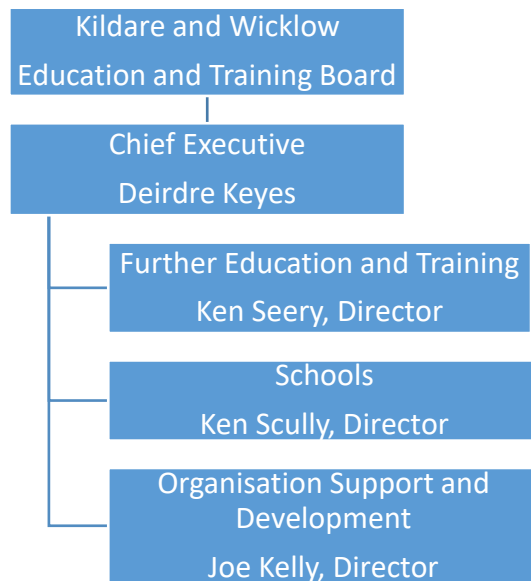 Kildare and Wicklow
Education and Training Board
Chief Executive
Deirdre Keyes
Further Education and Training
Ken Seery, Director
Schools
Ken Scully, Director
Organisation Support and
Development
Joe Kelly, Director